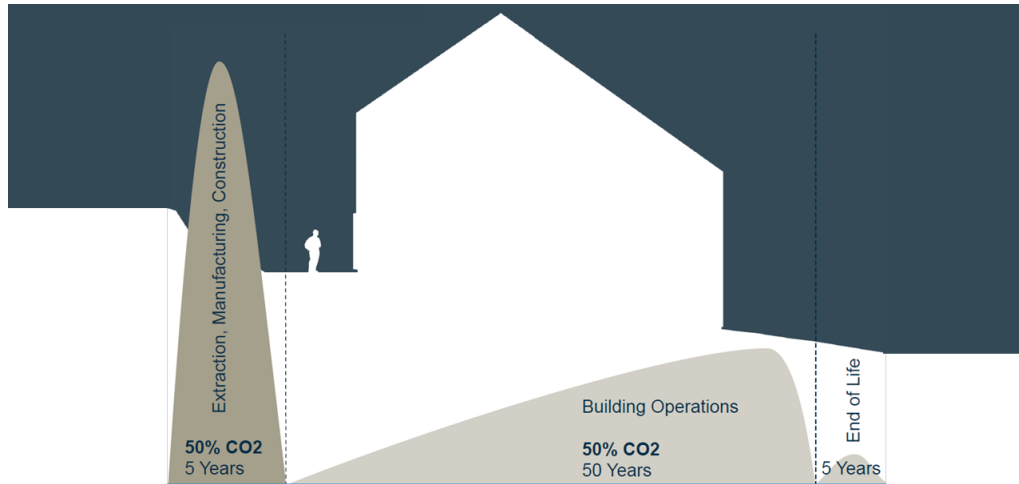 Extraction, Manufacturing, Construction
50% CO2
5 Years
Building Operations
50% CO2
50 Years
End of Life
5 Years